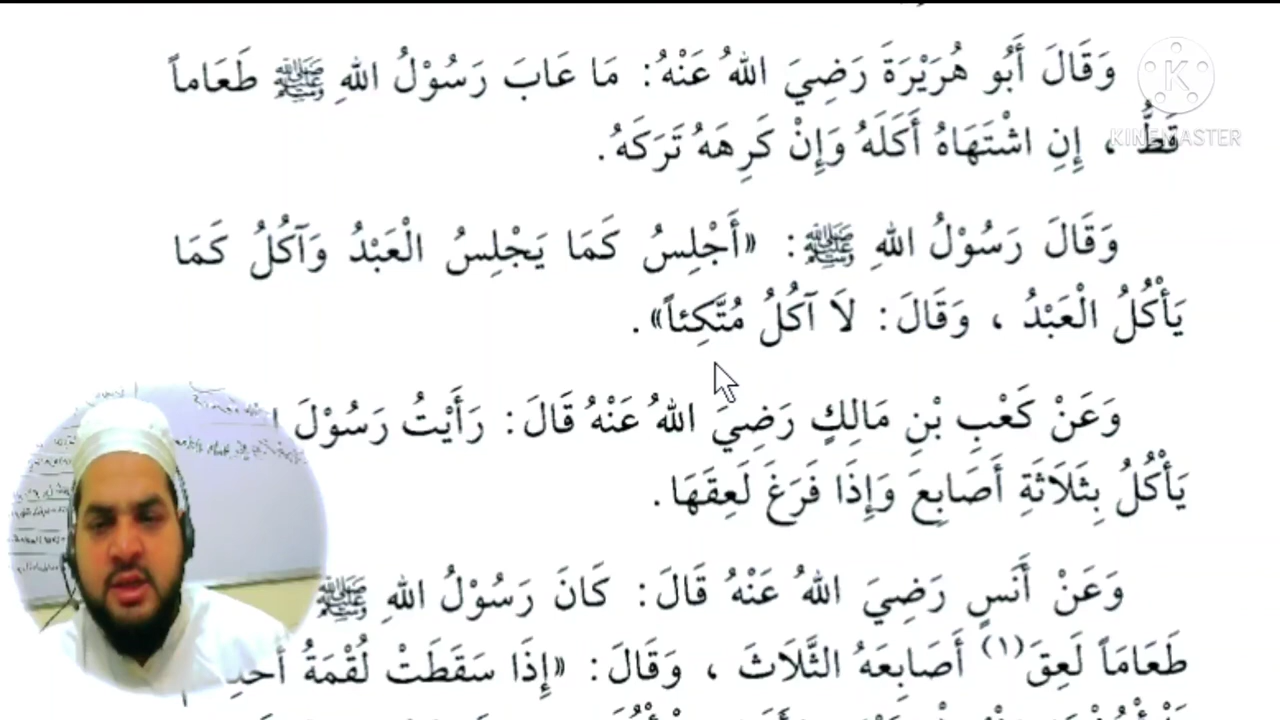 وَقَالَ أَبُو هُرَيْرَةَ رَضِيَ اللهُ عَنْهُ: مَا عَابَ رَسُوْلُ اللهِ ﷺ طَعَاماً
قَطُّ ، إِنِ اشْتَهَاهُ أَكَلَهُ وَإِنْ كَرِهَهُ تَرَكَهُ.
KINEMASTER
وَقَالَ رَسُوْلُ اللهِ ﷺ: «أَجْلِسُ كَمَا يَجْلِسُ الْعَبْدُ وَآكُلُ كَمَا
يَأْكُلُ الْعَبْدُ ، وَقَالَ: لَا آكُلُ مُتَّكِئاً».
وَعَنْ كَعْبِ بْنِ مَالِكٍ رَضِيَ اللهُ عَنْهُ قَالَ: رَأَيْتُ رَسُوْلَ
يَأْكُلُ بِثَلَاثَةِ أَصَابِعَ وَإِذَا فَرَغَ لَعِقَهَا.
وَعَنْ أَنَسٍ رَضِيَ اللهُ عَنْهُ قَالَ: كَانَ رَسُوْلُ اللهِ ﷺ
طَعَامَاً لَعِقَ(١) أَصَابِعَهُ الثَّلَاثَ ، وَقَالَ: «إِذَا سَقَطَتْ لُقْمَةُ